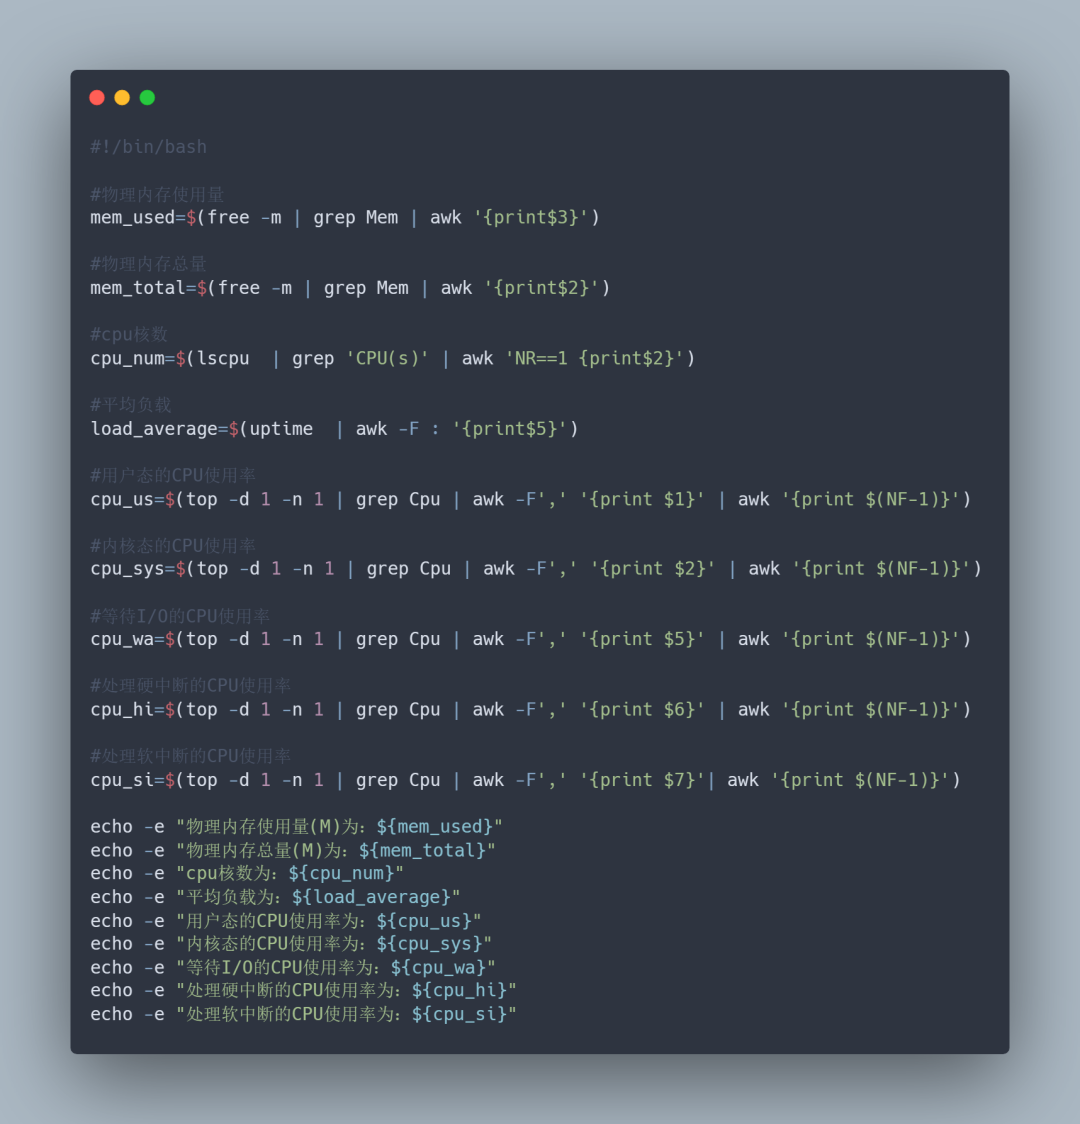 #!/bin/bash
#物理内存使用量
mem_used=$(free -m | grep Mem | awk '{print$3}')
#物理内存总量
mem_total=$(free -m | grep Mem | awk '{print$2}')
#cpu核数
cpu_num=$(lscpu  | grep 'CPU(s)' | awk 'NR==1 {print$2}')
#平均负载
load_average=$(uptime  | awk -F : '{print$5}')
#用户态的CPU使用率
cpu_us=$(top -d 1 -n 1 | grep Cpu | awk -F',' '{print $1}' | awk '{print $(NF-1)}')
#内核态的CPU使用率
cpu_sys=$(top -d 1 -n 1 | grep Cpu | awk -F',' '{print $2}' | awk '{print $(NF-1)}')
#等待I/O的CPU使用率
cpu_wa=$(top -d 1 -n 1 | grep Cpu | awk -F',' '{print $5}' | awk '{print $(NF-1)}')
#处理硬中断的CPU使用率
cpu_hi=$(top -d 1 -n 1 | grep Cpu | awk -F',' '{print $6}' | awk '{print $(NF-1)}')
#处理软中断的CPU使用率
cpu_si=$(top -d 1 -n 1 | grep Cpu | awk -F',' '{print $7}'| awk '{print $(NF-1)}')
echo -e "物理内存使用量(M)为：${mem_used}"
echo -e "物理内存总量(M)为：${mem_total}"
echo -e "cpu核数为：${cpu_num}"
echo -e "平均负载为：${load_average}"
echo -e "用户态的CPU使用率为：${cpu_us}"
echo -e "内核态的CPU使用率为：${cpu_sys}"
echo -e "等待I/O的CPU使用率为：${cpu_wa}"
echo -e "处理硬中断的CPU使用率为：${cpu_hi}"
echo -e "处理软中断的CPU使用率为：${cpu_si}"